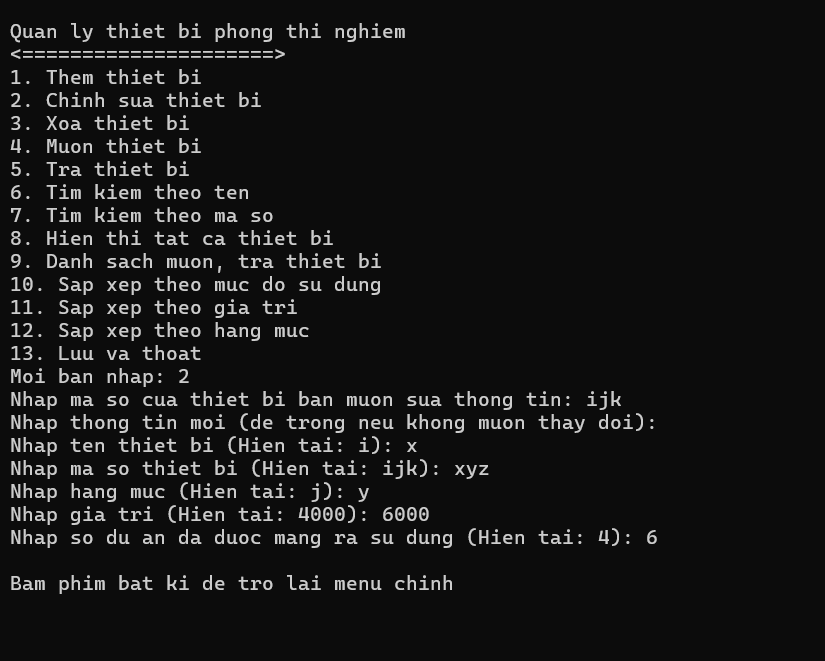 Quan ly thiet bi phong thi nghiem
<=====================>
1. Them thiet bi
2. Chinh sua thiet bi
3. Xoa thiet bi
4. Muon thiet bi
5. Tra thiet bi
6. Tim kiem theo ten
7. Tim kiem theo ma so
8. Hien thi tat ca thiet bi
9. Danh sach muon, tra thiet bi
10. Sap xep theo muc do su dung
11. Sap xep theo gia tri
12. Sap xep theo hang muc
13. Luu va thoat
Moi ban nhap: 2
Nhap ma so cua thiet bi ban muon sua thong tin: ijk
Nhap thong tin moi (de trong neu khong muon thay doi):
Nhap ten thiet bi (Hien tai: i): x
Nhap ma so thiet bi (Hien tai: ijk): xyz
Nhap hang muc (Hien tai: j): y
Nhap gia tri (Hien tai: 4000): 6000
Nhap so du an da duoc mang ra su dung (Hien tai: 4): 6
Bam phim bat ki de tro lai menu chinh